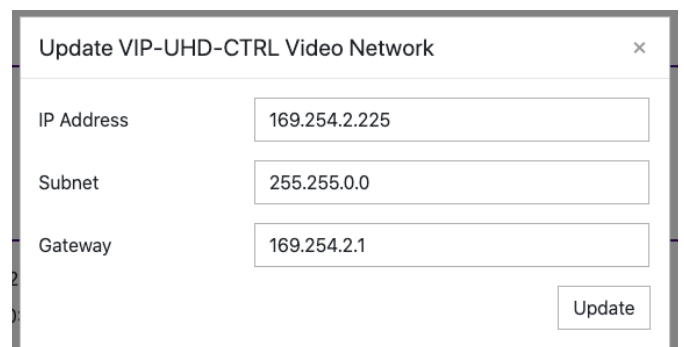 Update VIP-UHD-CTRL Video Network ×
IP Address 169.254.2.225
Subnet 255.255.0.0
Gateway 169.254.2.1
Update